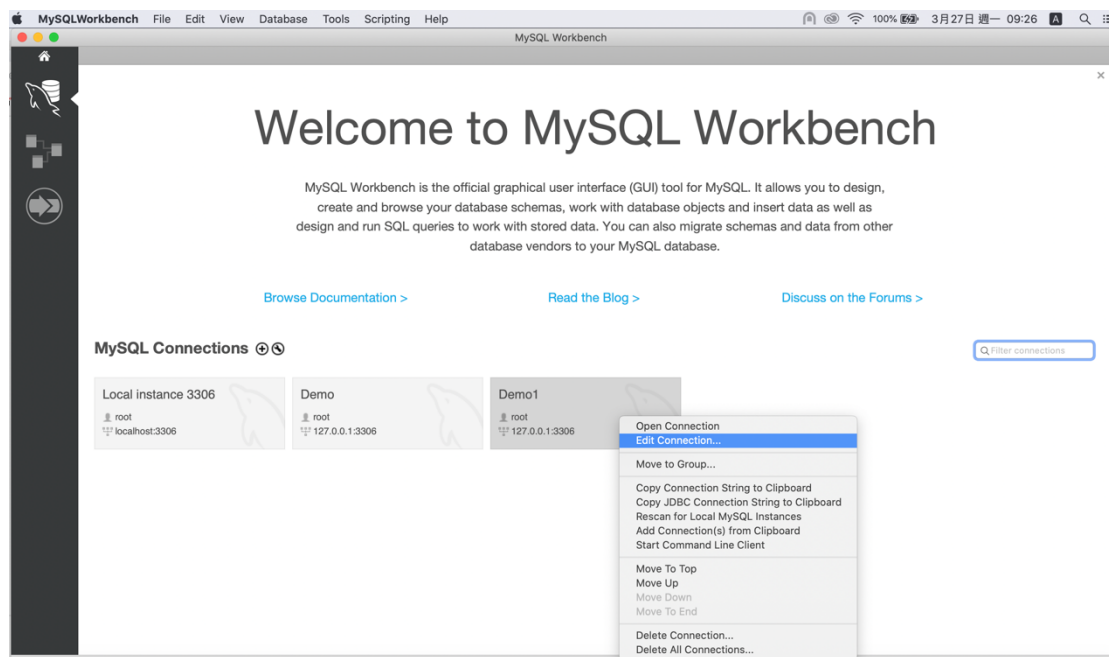 MySQLWorkbench File Edit View Database Tools Scripting Help 100% 3月27日 週一 09:26 A
MySQL Workbench
Welcome to MySQL Workbench
MySQL Workbench is the official graphical user interface (GUI) tool for MySQL. It allows you to design,
create and browse your database schemas, work with database objects and insert data as well as
design and run SQL queries to work with stored data. You can also migrate schemas and data from other
database vendors to your MySQL database.
Browse Documentation > Read the Blog > Discuss on the Forums >
MySQL Connections
Filter connections
Local instance 3306
root
localhost:3306
Demo
root
127.0.0.1:3306
Demo1
root
127.0.0.1:3306
Open Connection
Edit Connection...
Move to Group...
Copy Connection String to Clipboard
Copy JDBC Connection String to Clipboard
Rescan for Local MySQL Instances
Add Connection(s) from Clipboard
Start Command Line Client
Move To Top
Move Up
Move Down
Move To End
Delete Connection...
Delete All Connections...